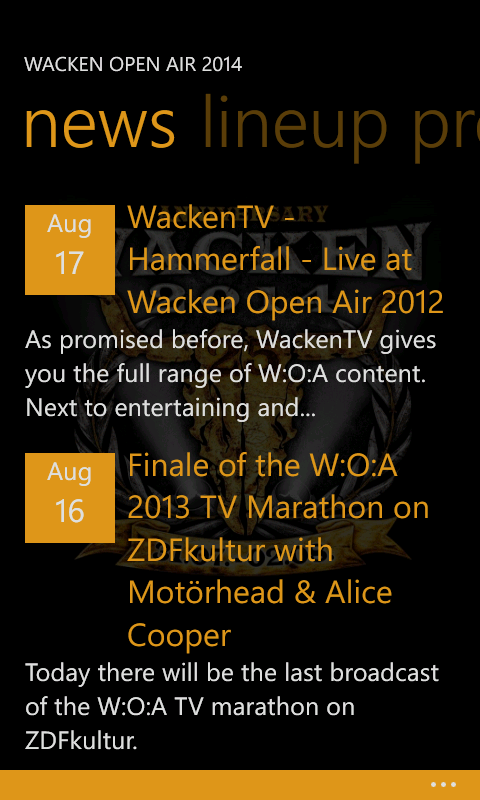 WACKEN OPEN AIR 2014
news lineup pr
Aug
17
WackenTV -
Hammerfall - Live at
Wacken Open Air 2012
As promised before, WackenTV gives
you the full range of W:O:A content.
Next to entertaining and...
Aug
16
Finale of the W:O:A
2013 TV Marathon on
ZDFkultur with
Motörhead & Alice
Cooper
Today there will be the last broadcast
of the W:O:A TV marathon on
ZDFkultur.
...